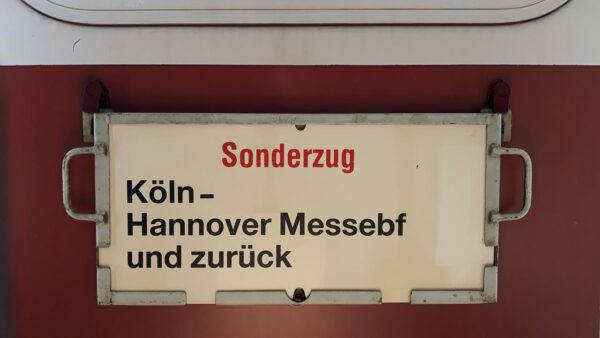 Sonderzug
Köln–
Hannover Messebf
und zurück